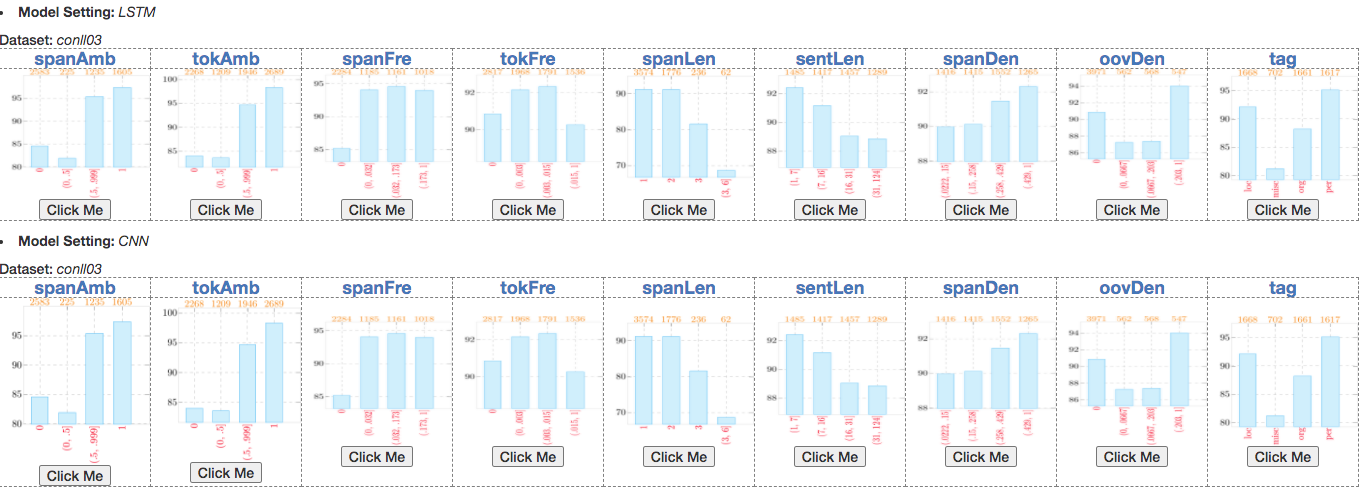 • Model Setting: LSTM
Dataset: conll03
spanAmb tokAmb spanFre tokFre spanLen sentLen spanDen oovDen tag
2583 225 1235 1605 2268 1209 1946 2689 2284 1185 1161 1018 2817 1968 1791 1536 3574 1776 236 62 1485 1417 1457 1289 1416 1415 1552 1265 3971 562 568 547 1668 702 1661 1617
95 90 85 80 100 95 90 85 95 90 85 92 90 90 80 70 92 90 88 92 90 88 94 92 90 88 86 95 90 85 80
0 (0, .5] (.5, .999] 1 0 (0, .5] (.5, .999] 1 0 (0, .032] (.032, .173] (.173, 1] 0 (0, .003] (.003, .015] (.015, 1] 1 2 3 (3, 6] (1, 7] (7, 16] (16, 31] (31, 124] (.0222, .15] (.15, .258] (.258, .429] (.429, 1] 0 (0, .0667] (.0667, .203] (.203, 1] loc misc org per
Click Me Click Me Click Me Click Me Click Me Click Me Click Me Click Me Click Me
• Model Setting: CNN
Dataset: conll03
spanAmb tokAmb spanFre tokFre spanLen sentLen spanDen oovDen tag
2583 225 1235 1605 2268 1209 1946 2689 2284 1185 1161 1018 2817 1968 1791 1536 3574 1776 236 62 1485 1417 1457 1289 1416 1415 1552 1265 3971 562 568 547 1668 702 1661 1617
95 90 85 80 100 95 90 85 95 90 85 92 90 90 80 70 92 90 88 92 90 88 94 92 90 88 86 95 90 85 80
0 (0, .5] (.5, .999] 1 0 (0, .5] (.5, .999] 1 0 (0, .032] (.032, .173] (.173, 1] 0 (0, .003] (.003, .015] (.015, 1] 1 2 3 (3, 6] (1, 7] (7, 16] (16, 31] (31, 124] (.0222, .15] (.15, .258] (.258, .429] (.429, 1] 0 (0, .0667] (.0667, .203] (.203, 1] loc misc org per
Click Me Click Me Click Me Click Me Click Me Click Me Click Me Click Me Click Me